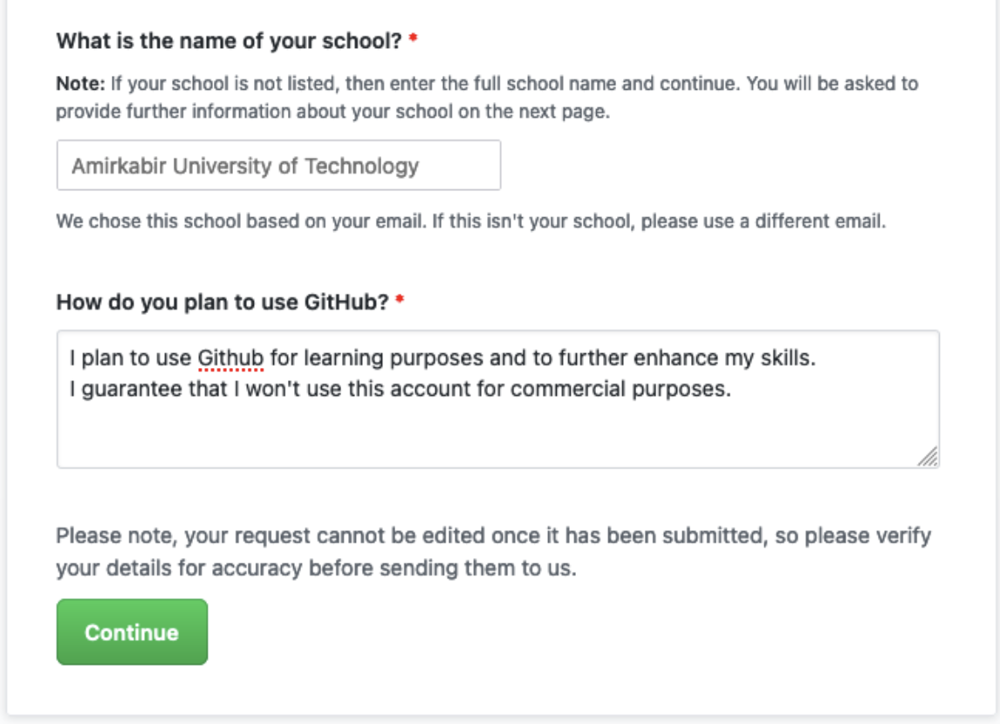 What is the name of your school? *
Note: If your school is not listed, then enter the full school name and continue. You will be asked to
provide further information about your school on the next page.
Amirkabir University of Technology
We chose this school based on your email. If this isn't your school, please use a different email.
How do you plan to use GitHub? *
I plan to use Github for learning purposes and to further enhance my skills.
I guarantee that I won't use this account for commercial purposes.
Please note, your request cannot be edited once it has been submitted, so please verify
your details for accuracy before sending them to us.
Continue